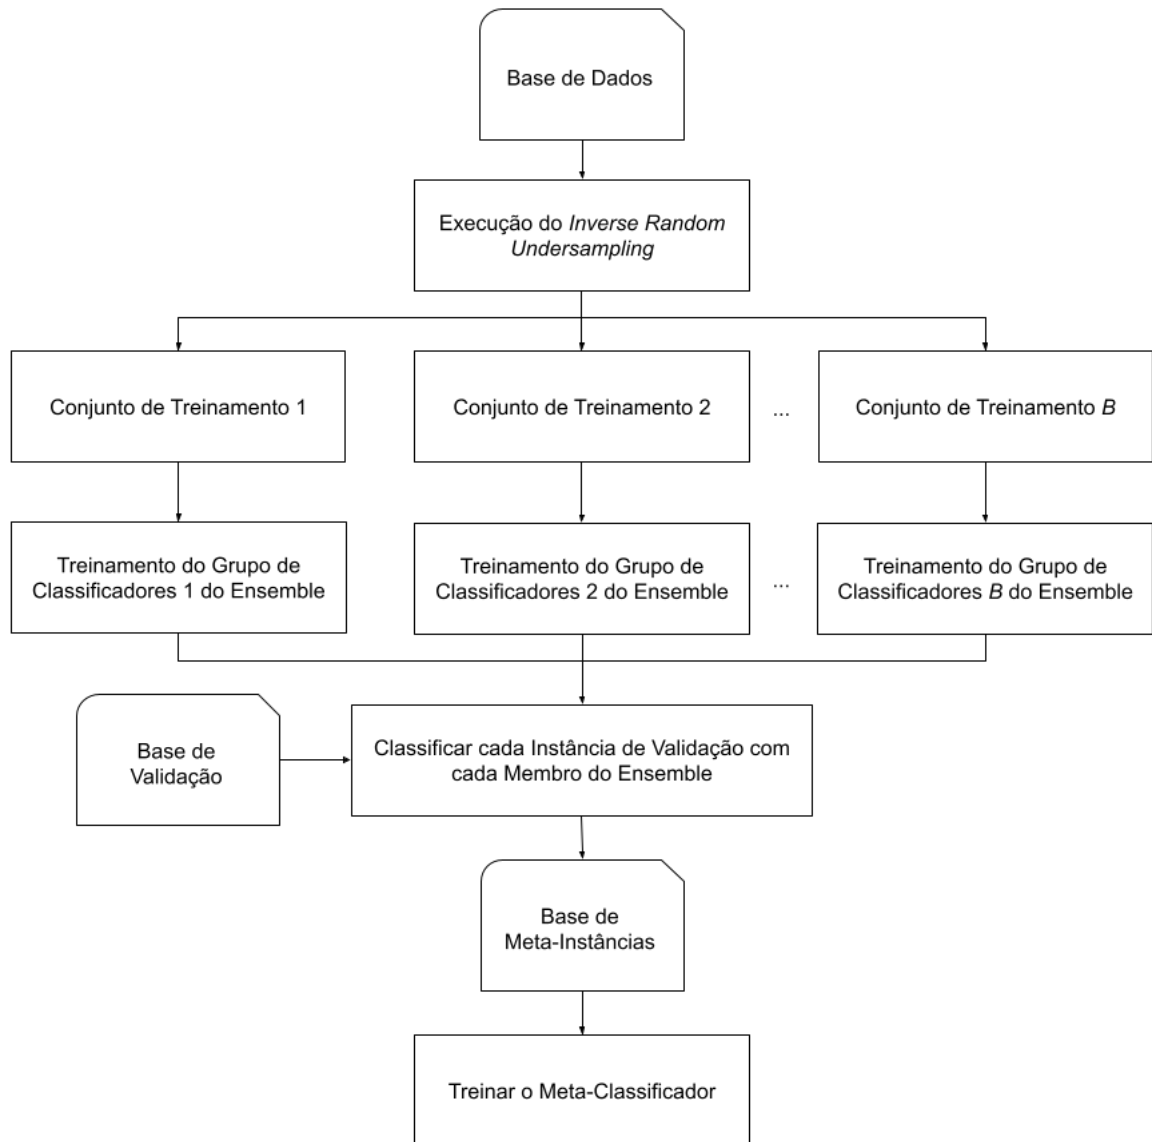 Base de Dados
Execução do Inverse Random
Undersampling
Conjunto de Treinamento 1
Conjunto de Treinamento 2
...
Conjunto de Treinamento B
Treinamento do Grupo de
Classificadores 1 do Ensemble
Treinamento do Grupo de
Classificadores 2 do Ensemble
...
Treinamento do Grupo de
Classificadores B do Ensemble
Base de
Validação
Classificar cada Instância de Validação com
cada Membro do Ensemble
Base de
Meta-Instâncias
Treinar o Meta-Classificador